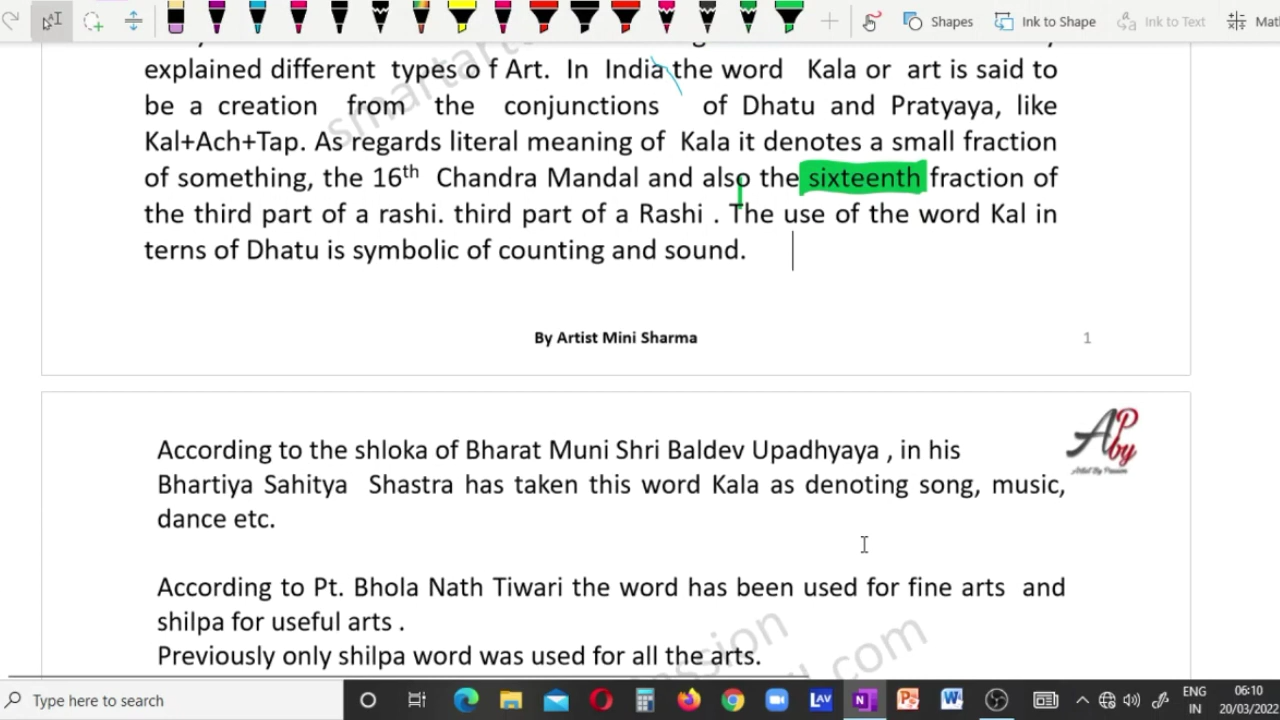 Shapes Ink to Shape Ink to Text
explained different types o f Art. In India the word Kala or art is said to
be a creation from the conjunctions of Dhatu and Pratyaya, like
Kal+Ach+Tap. As regards literal meaning of Kala it denotes a small fraction
of something, the 16th Chandra Mandal and also the sixteenth fraction of
the third part of a rashi. third part of a Rashi . The use of the word Kal in
terns of Dhatu is symbolic of counting and sound.
By Artist Mini Sharma 1
AP by
Artist By Passion
According to the shloka of Bharat Muni Shri Baldev Upadhyaya , in his
Bhartiya Sahitya Shastra has taken this word Kala as denoting song, music,
dance etc.
According to Pt. Bhola Nath Tiwari the word has been used for fine arts and
shilpa for useful arts .
Previously only shilpa word was used for all the arts.
Type here to search
LAV
ENG
IN
06:10
20/03/2022